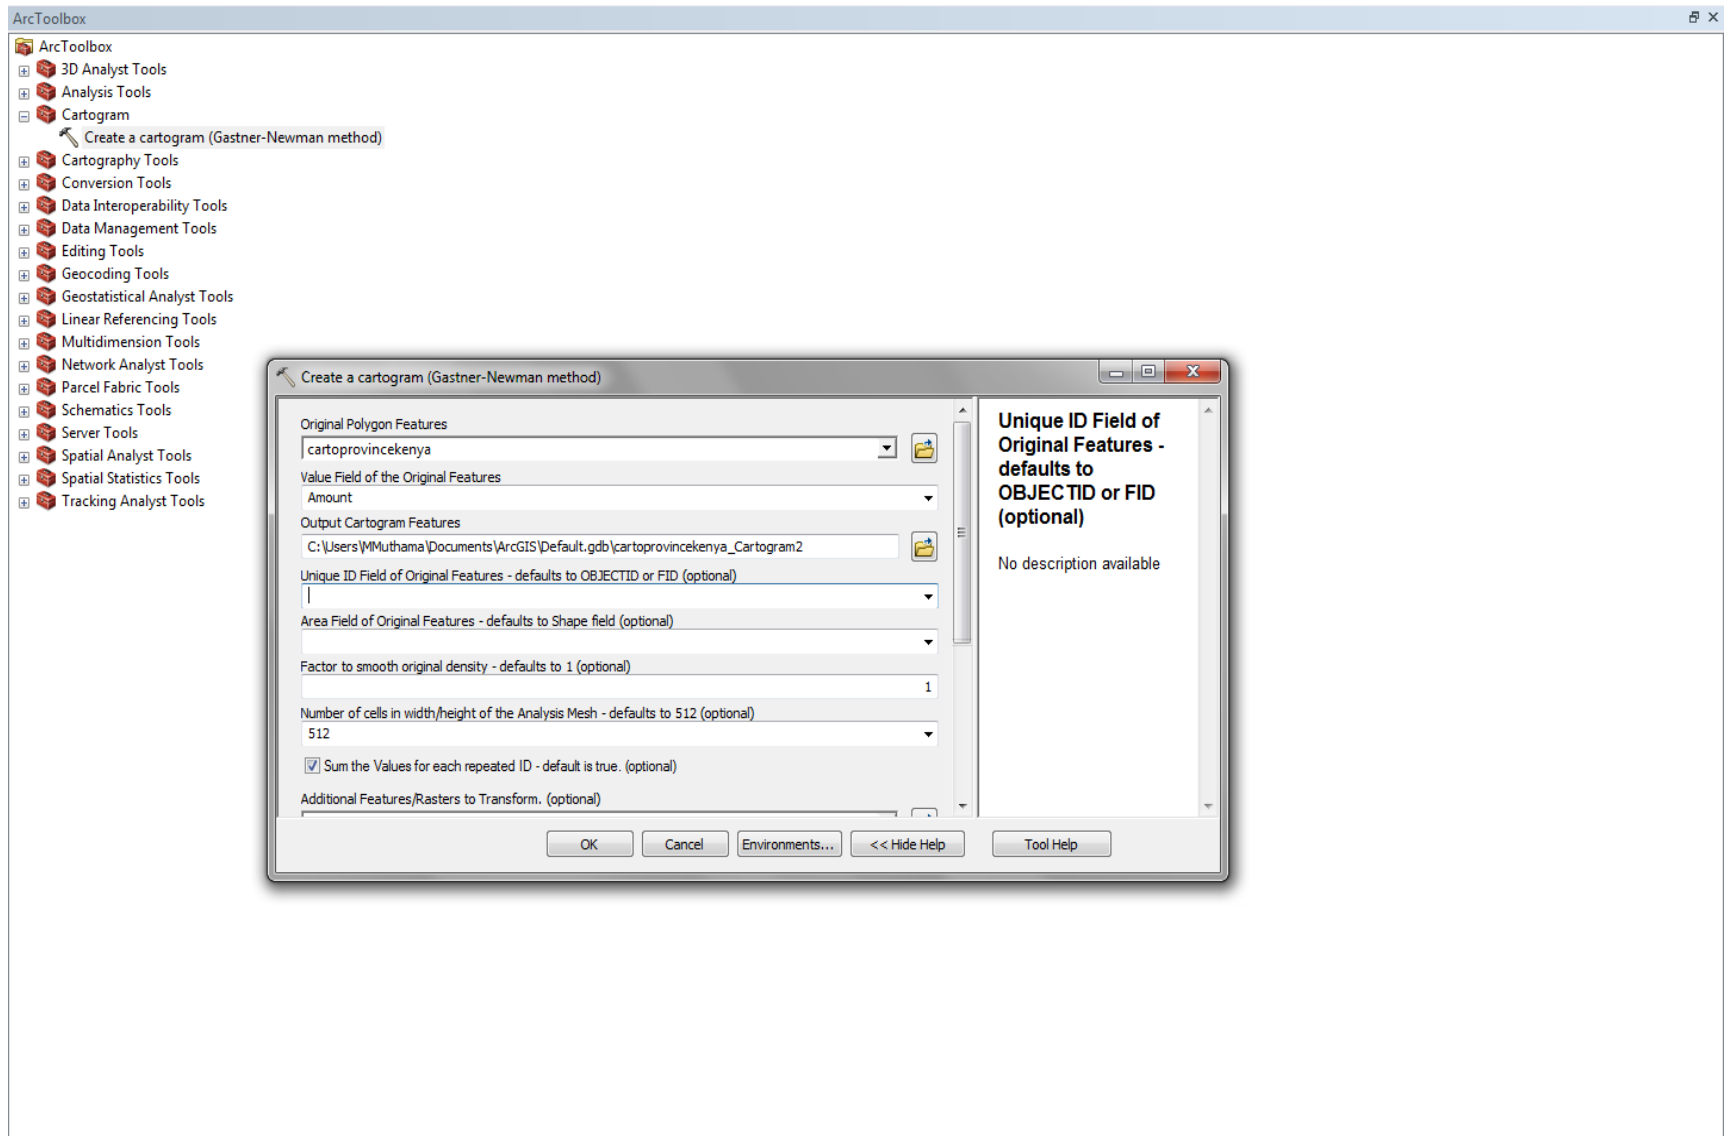 ArcToolbox
ArcToolbox
3D Analyst Tools
Analysis Tools
Cartogram
Create a cartogram (Gastner-Newman method)
Cartography Tools
Conversion Tools
Data Interoperability Tools
Data Management Tools
Editing Tools
Geocoding Tools
Geostatistical Analyst Tools
Linear Referencing Tools
Multidimension Tools
Network Analyst Tools
Parcel Fabric Tools
Schematics Tools
Server Tools
Spatial Analyst Tools
Spatial Statistics Tools
Tracking Analyst Tools
Create a cartogram (Gastner-Newman method)
Original Polygon Features
cartoprovincekenya
Value Field of the Original Features
Amount
Output Cartogram Features
C:\Users\MMuthama\Documents\ArcGIS\Default.gdb\cartoprovincekenya_Cartogram2
Unique ID Field of Original Features - defaults to OBJECTID or FID (optional)
Area Field of Original Features - defaults to Shape field (optional)
Factor to smooth original density - defaults to 1 (optional)
1
Number of cells in width/height of the Analysis Mesh - defaults to 512 (optional)
512
Sum the Values for each repeated ID - default is true. (optional)
Additional Features/Rasters to Transform. (optional)
OK
Cancel
Environments...
<< Hide Help
Unique ID Field of
Original Features -
defaults to
OBJECTID or FID
(optional)
No description available
Tool Help